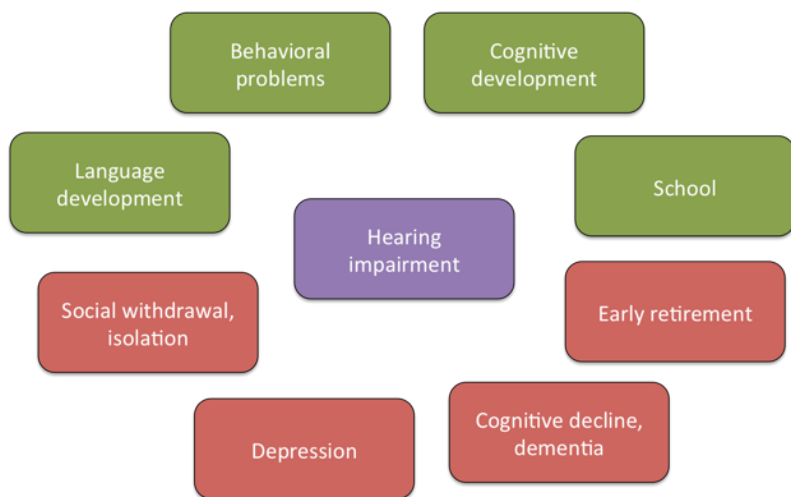 Behavioral
problems
Cognitive
development
Language
development
School
Hearing
impairment
Social withdrawal,
isolation
Early retirement
Depression
Cognitive decline,
dementia